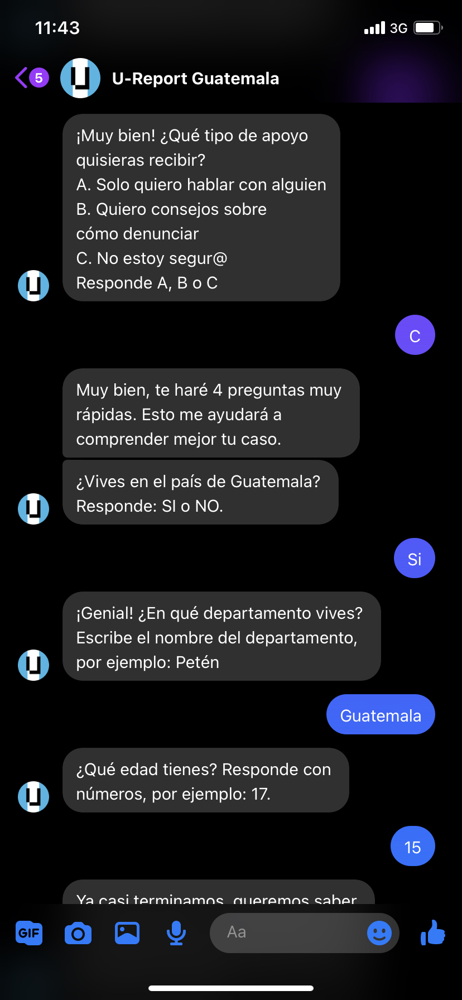 11:43
3G
5
U-Report Guatemala
¡Muy bien! ¿Qué tipo de apoyo
quisieras recibir?
A. Solo quiero hablar con alguien
B. Quiero consejos sobre
cómo denunciar
C. No estoy segur@
Responde A, B o C
C
Muy bien, te haré 4 preguntas muy
rápidas. Esto me ayudará a
comprender mejor tu caso.
¿Vives en el país de Guatemala?
Responde: SI o NO.
Si
¡Genial! ¿En qué departamento vives?
Escribe el nombre del departamento,
por ejemplo: Petén
Guatemala
¿Qué edad tienes? Responde con
números, por ejemplo: 17.
15
Ya casi terminamos, queremos saber
GIF
Aa